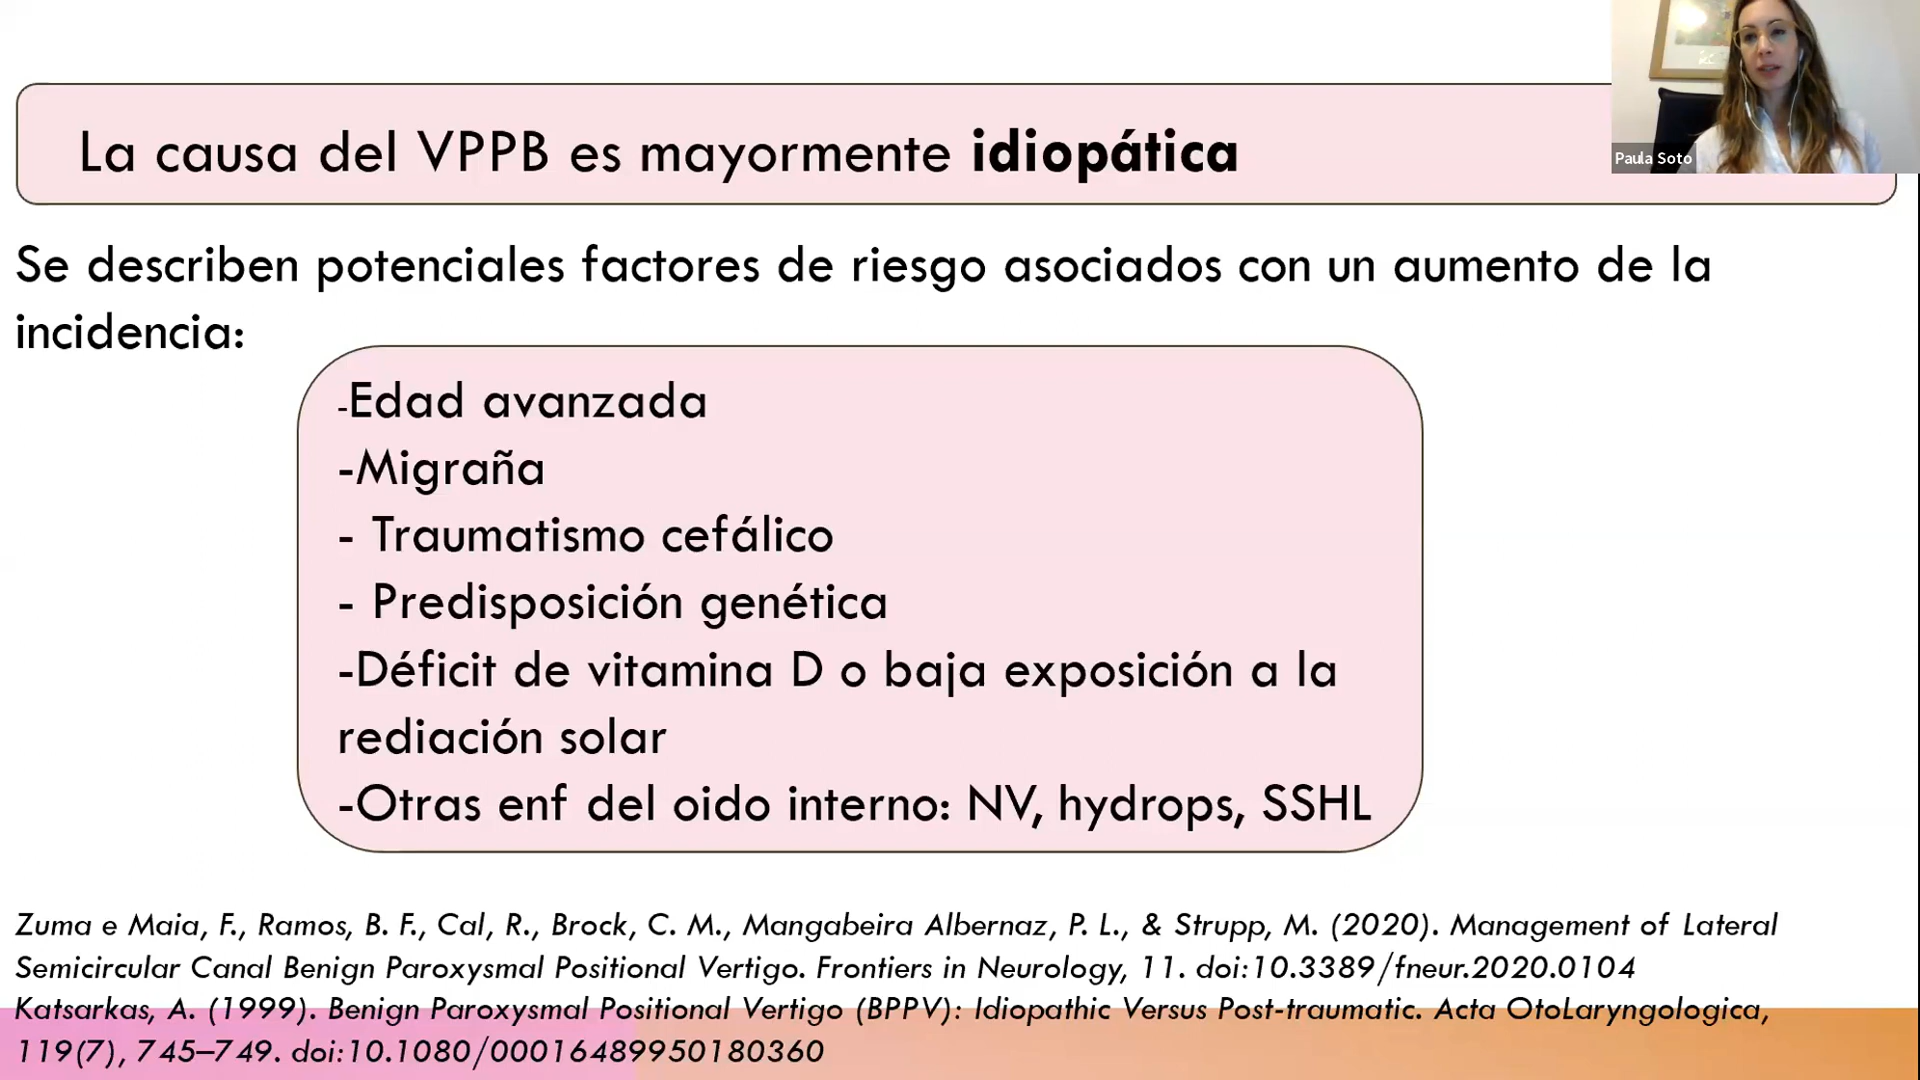 La causa del VPPB es mayormente idiopática
Paula Soto
Se describen potenciales factores de riesgo asociados con un aumento de la
incidencia:
-Edad avanzada
-Migraña
- Traumatismo cefálico
- Predisposición genética
-Déficit de vitamina D o baja exposición a la
rediación solar
-Otras enf del oido interno: NV, hydrops, SSHL
Zuma e Maia, F., Ramos, B. F., Cal, R., Brock, C. M., Mangabeira Albernaz, P. L., & Strupp, M. (2020). Management of Lateral
Semicircular Canal Benign Paroxysmal Positional Vertigo. Frontiers in Neurology, 11. doi:10.3389/fneur.2020.0104
Katsarkas, A. (1999). Benign Paroxysmal Positional Vertigo (BPPV): Idiopathic Versus Post-traumatic. Acta OtoLaryngologica,
119(7), 745–749. doi:10.1080/00016489950180360